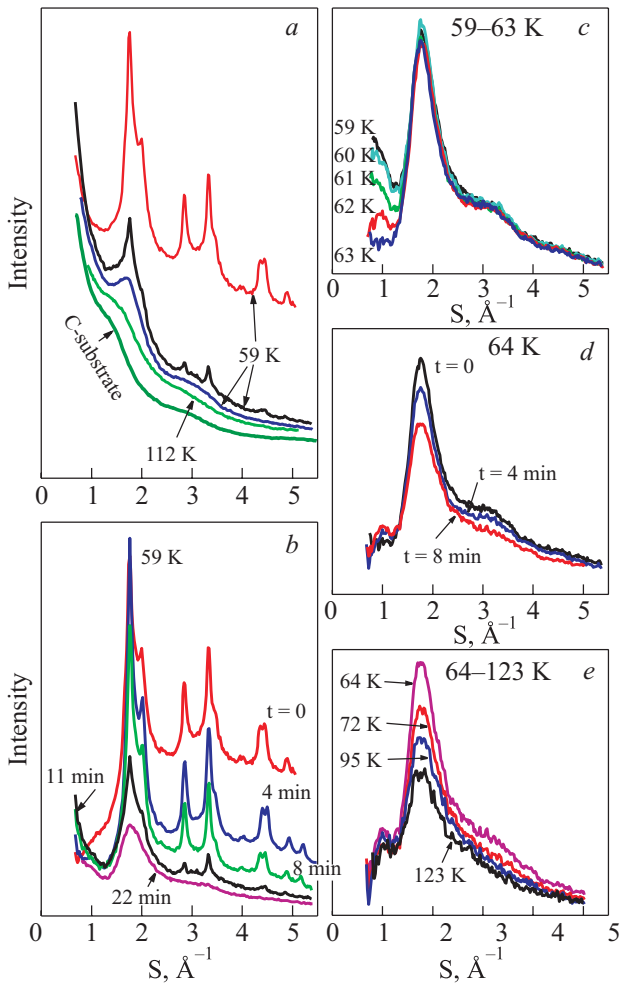 a
Intensity
C-substrate
59 K
112 K
0 1 2 3 4 5
b
Intensity
59 K
t = 0
11 min
4 min
8 min
22 min
0 1 2 3 4 5
S, Å⁻¹
59–63 K c
59 K
60 K
61 K
62 K
63 K
0 1 2 3 4 5
S, Å⁻¹
64 K d
t = 0
t = 4 min
t = 8 min
0 1 2 3 4 5
S, Å⁻¹
64–123 K e
64 K
72 K
95 K
123 K
0 1 2 3 4 5
S, Å⁻¹